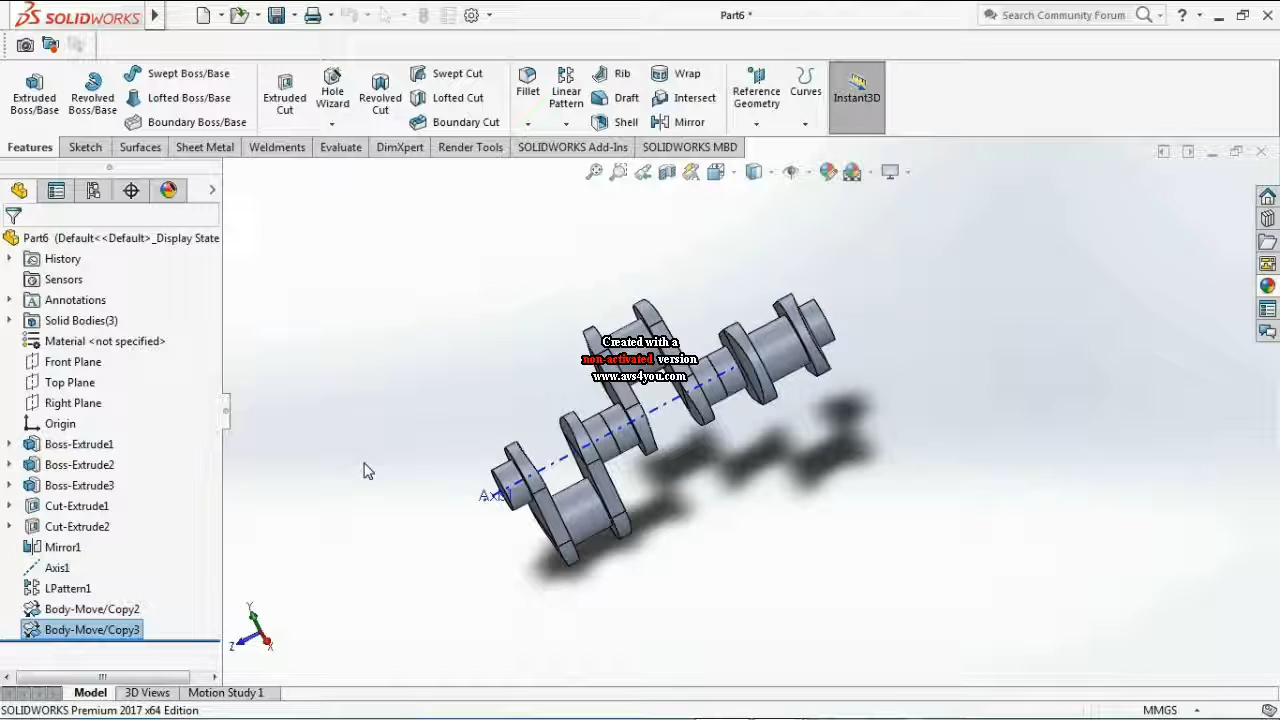 SOLIDWORKS
Part6 *
Search Community Forum
?
Extruded Boss/Base
Revolved Boss/Base
Swept Boss/Base
Lofted Boss/Base
Boundary Boss/Base
Extruded Cut
Hole Wizard
Revolved Cut
Swept Cut
Lofted Cut
Boundary Cut
Fillet
Linear Pattern
Rib
Draft
Shell
Wrap
Intersect
Mirror
Reference Geometry
Curves
Instant3D
Features
Sketch
Surfaces
Sheet Metal
Weldments
Evaluate
DimXpert
Render Tools
SOLIDWORKS Add-Ins
SOLIDWORKS MBD
Part6 (Default<<Default>_Display State
History
Sensors
Annotations
Solid Bodies(3)
Material <not specified>
Front Plane
Top Plane
Right Plane
Origin
Boss-Extrude1
Boss-Extrude2
Boss-Extrude3
Cut-Extrude1
Cut-Extrude2
Mirror1
Axis1
LPattern1
Body-Move/Copy2
Body-Move/Copy3
Created with a
non-activated version
www.avs4you.com
Axis1
Y
Z
X
Model
3D Views
Motion Study 1
SOLIDWORKS Premium 2017 x64 Edition
MMGS